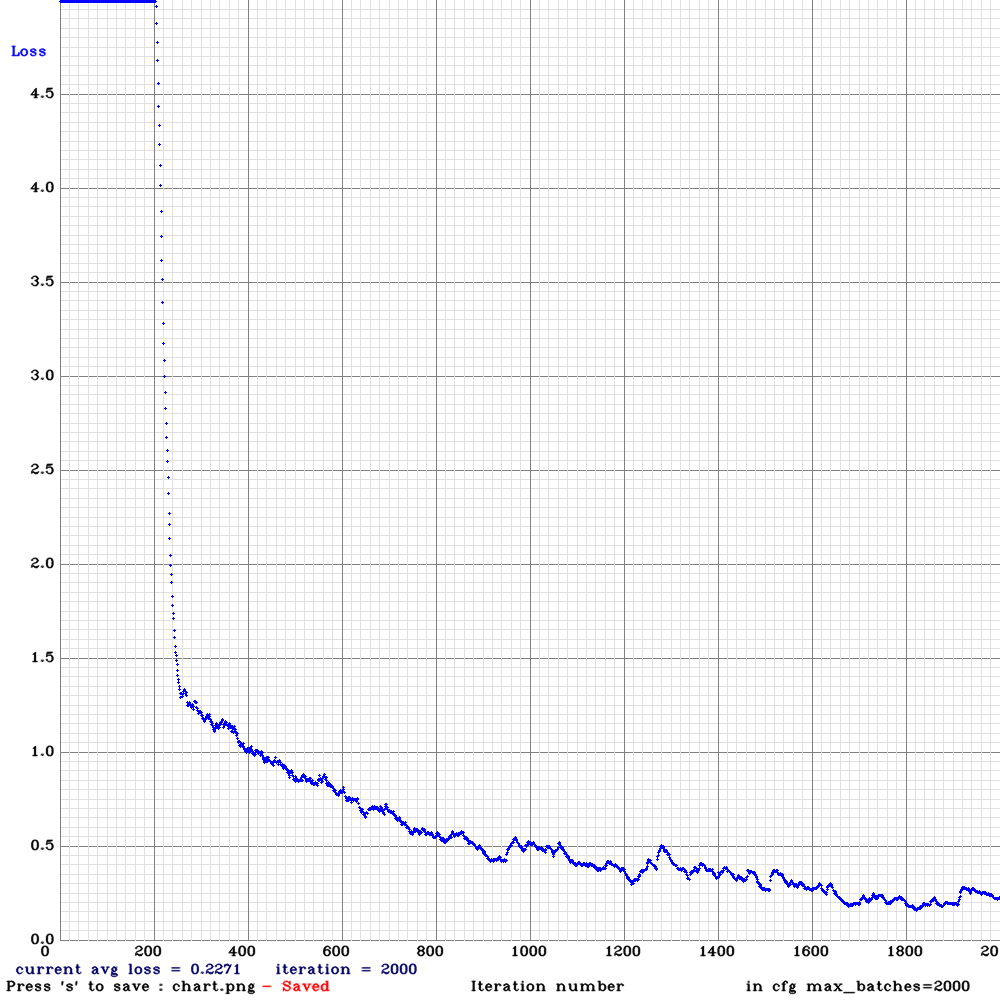 Loss
4.5
4.0
3.5
3.0
2.5
2.0
1.5
1.0
0.5
0.0
0 200 400 600 800 1000 1200 1400 1600 1800 20
current avg loss = 0.2271 iteration = 2000
Press 's' to save : chart.png - Saved Iteration number in cfg max_batches=2000